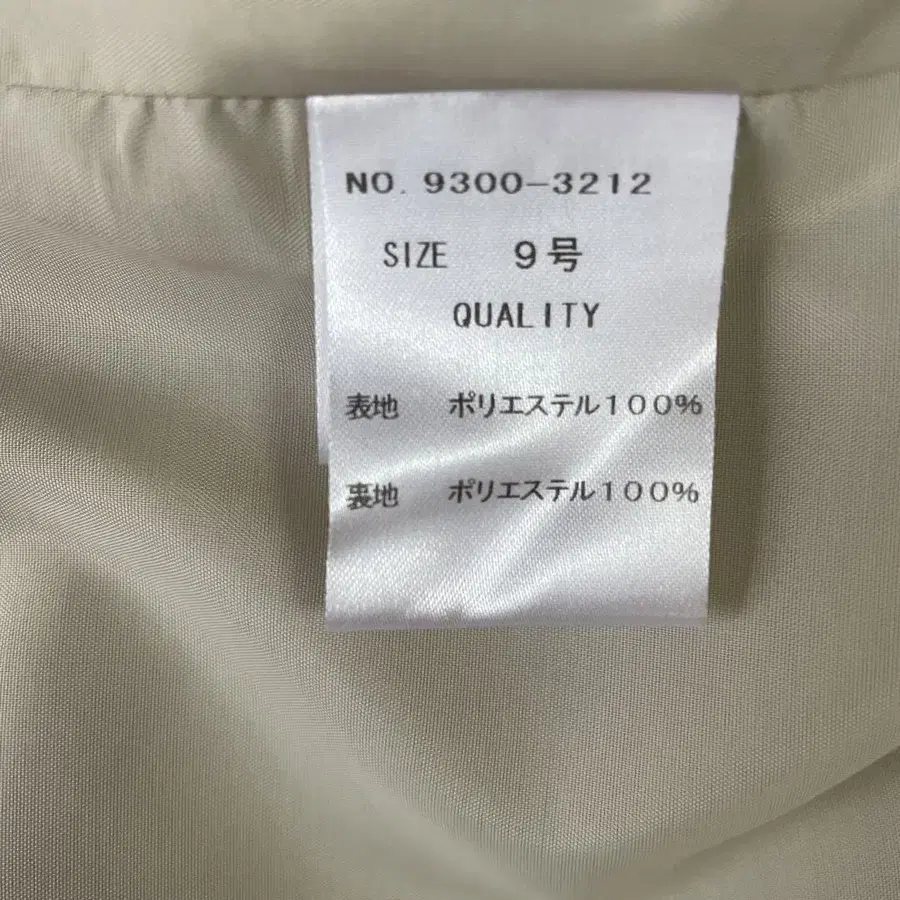 NO. 9300-3212
SIZE 9号
QUALITY
表地 ポリエステル100%
裏地 ポリエステル100%